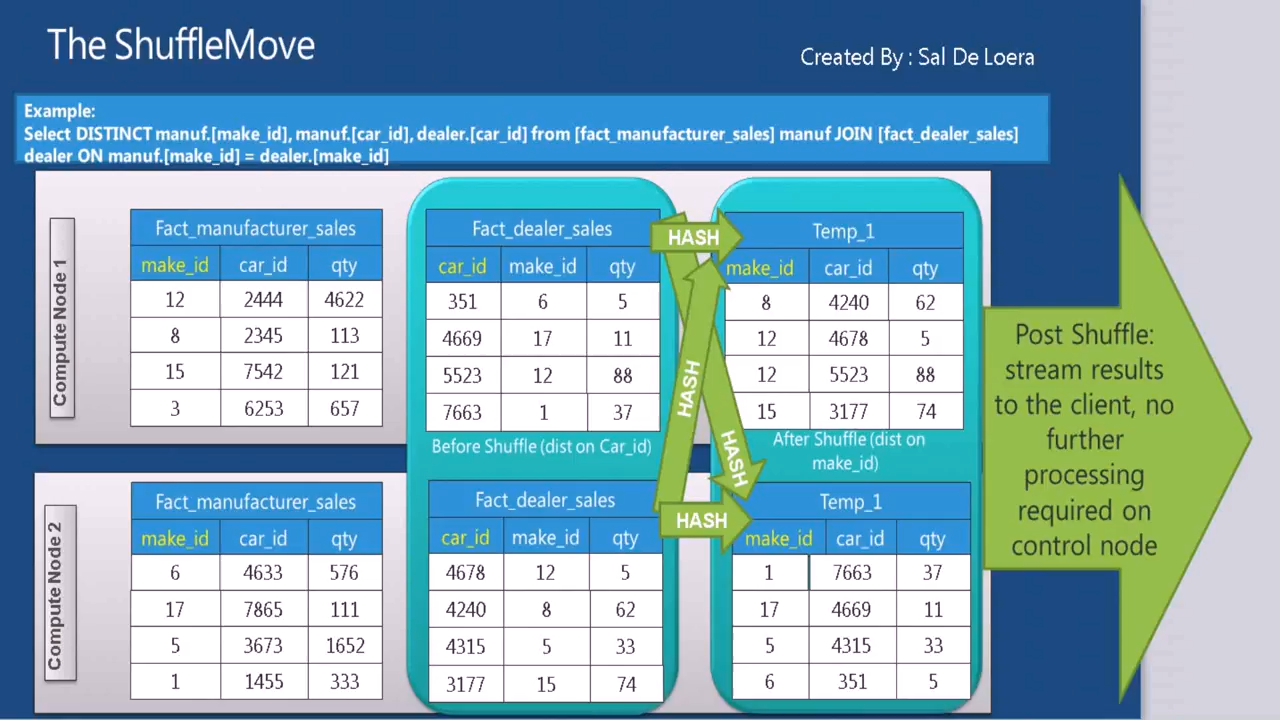 The ShuffleMove
Created By : Sal De Loera
Example:
Select DISTINCT manuf.[make_id], manuf.[car_id], dealer.[car_id] from [fact_manufacturer_sales] manuf JOIN [fact_dealer_sales]
dealer ON manuf.[make_id] = dealer.[make_id]
Compute Node 1
Fact_manufacturer_sales
make_id car_id qty
12 2444 4622
8 2345 113
15 7542 121
3 6253 657
Fact_dealer_sales
car_id make_id qty
351 6 5
4669 17 11
5523 12 88
7663 1 37
Before Shuffle (dist on Car_id)
HASH
HASH
HASH
HASH
Temp_1
make_id car_id qty
8 4240 62
12 4678 5
12 5523 88
15 3177 74
After Shuffle (dist on
make_id)
Compute Node 2
Fact_manufacturer_sales
make_id car_id qty
6 4633 576
17 7865 111
5 3673 1652
1 1455 333
Fact_dealer_sales
car_id make_id qty
4678 12 5
4240 8 62
4315 5 33
3177 15 74
Temp_1
make_id car_id qty
1 7663 37
17 4669 11
5 4315 33
6 351 5
Post Shuffle:
stream results
to the client, no
further
processing
required on
control node